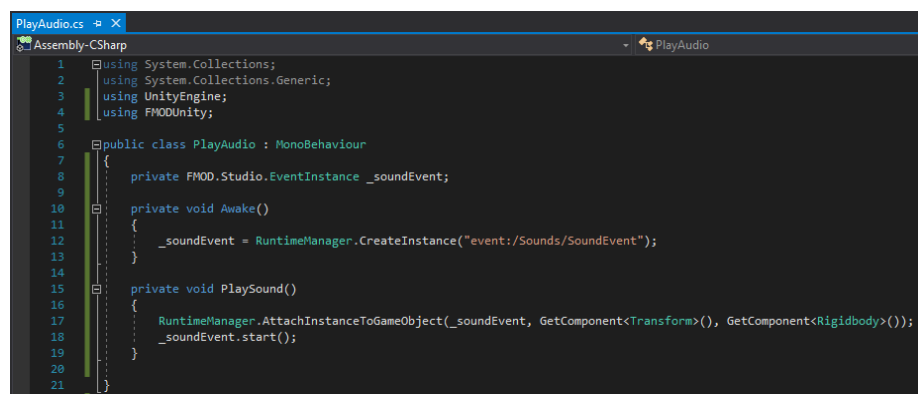 PlayAudio.cs
Assembly-CSharp PlayAudio
1 using System.Collections;
2 using System.Collections.Generic;
3 using UnityEngine;
4 using FMODUnity;
5
6 public class PlayAudio : MonoBehaviour
7 {
8 private FMOD.Studio.EventInstance _soundEvent;
9
10 private void Awake()
11 {
12 _soundEvent = RuntimeManager.CreateInstance("event:/Sounds/SoundEvent");
13 }
14
15 private void PlaySound()
16 {
17 RuntimeManager.AttachInstanceToGameObject(_soundEvent, GetComponent<Transform>(), GetComponent<Rigidbody>());
18 _soundEvent.start();
19 }
20
21 }